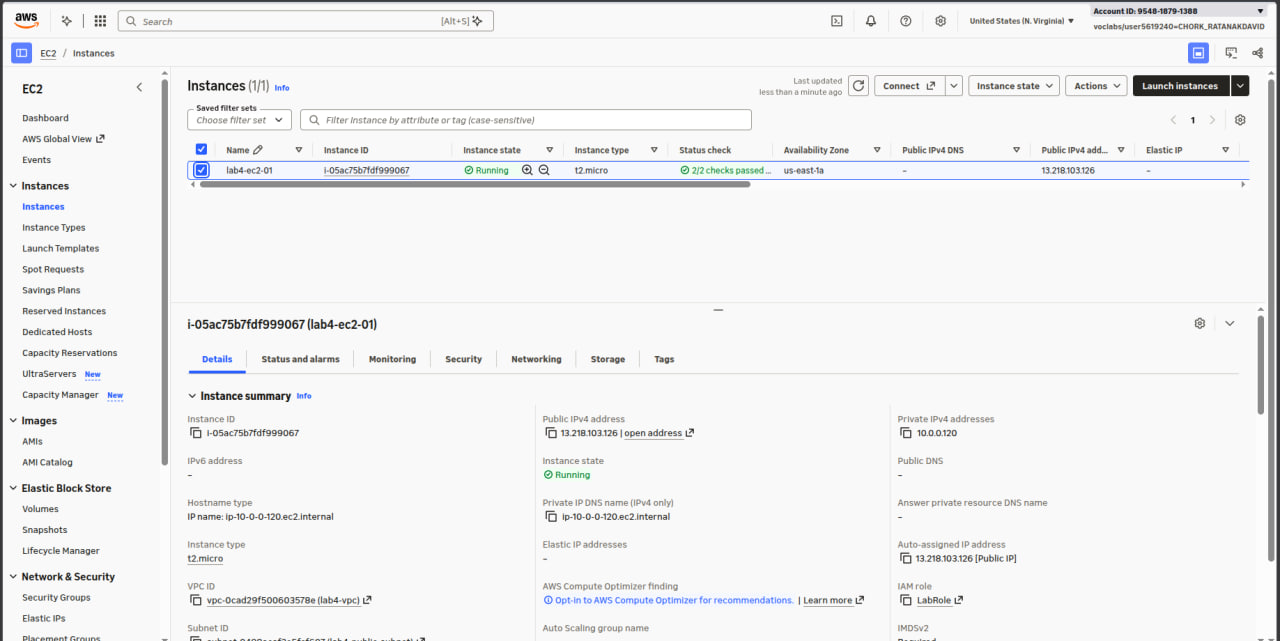 aws
Search
[Alt+S]
United States (N. Virginia)
Account ID: 9548-1879-1388
voclabs/user5619240=CHORK_RATANAKDAVID
EC2 / Instances
EC2
Dashboard
AWS Global View
Events
Instances
Instances
Instance Types
Launch Templates
Spot Requests
Savings Plans
Reserved Instances
Dedicated Hosts
Capacity Reservations
UltraServers New
Capacity Manager New
Images
AMIs
AMI Catalog
Elastic Block Store
Volumes
Snapshots
Lifecycle Manager
Network & Security
Security Groups
Elastic IPs
Placement Groups
Instances (1/1) Info
Last updated
less than a minute ago
Connect
Instance state
Actions
Launch instances
Saved filter sets
Choose filter set
Filter Instance by attribute or tag (case-sensitive)
1
Name Instance ID Instance state Instance type Status check Availability Zone Public IPv4 DNS Public IPv4 add... Elastic IP
lab4-ec2-01 i-05ac75b7fdf999067 Running t2.micro 2/2 checks passed ... us-east-1a – 13.218.103.126 –
i-05ac75b7fdf999067 (lab4-ec2-01)
Details Status and alarms Monitoring Security Networking Storage Tags
Instance summary Info
Instance ID
i-05ac75b7fdf999067
Public IPv4 address
13.218.103.126 | open address
Private IPv4 addresses
10.0.0.120
IPv6 address
–
Instance state
Running
Public DNS
–
Hostname type
IP name: ip-10-0-0-120.ec2.internal
Private IP DNS name (IPv4 only)
ip-10-0-0-120.ec2.internal
Answer private resource DNS name
–
Instance type
t2.micro
Elastic IP addresses
–
Auto-assigned IP address
13.218.103.126 [Public IP]
VPC ID
vpc-0cad29f500603578e (lab4-vpc)
AWS Compute Optimizer finding
Opt-in to AWS Compute Optimizer for recommendations. | Learn more
IAM role
LabRole
Subnet ID
Auto Scaling group name
IMDSv2
Required